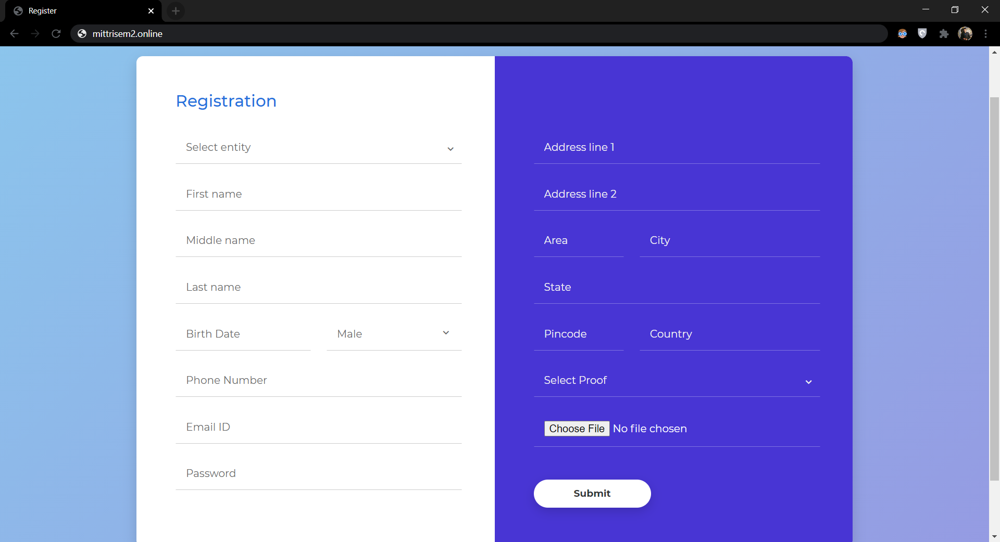 Register
mittrisem2.online
Registration
Select entity
First name
Middle name
Last name
Birth Date
Male
Phone Number
Email ID
Password
Address line 1
Address line 2
Area
City
State
Pincode
Country
Select Proof
Choose File No file chosen
Submit